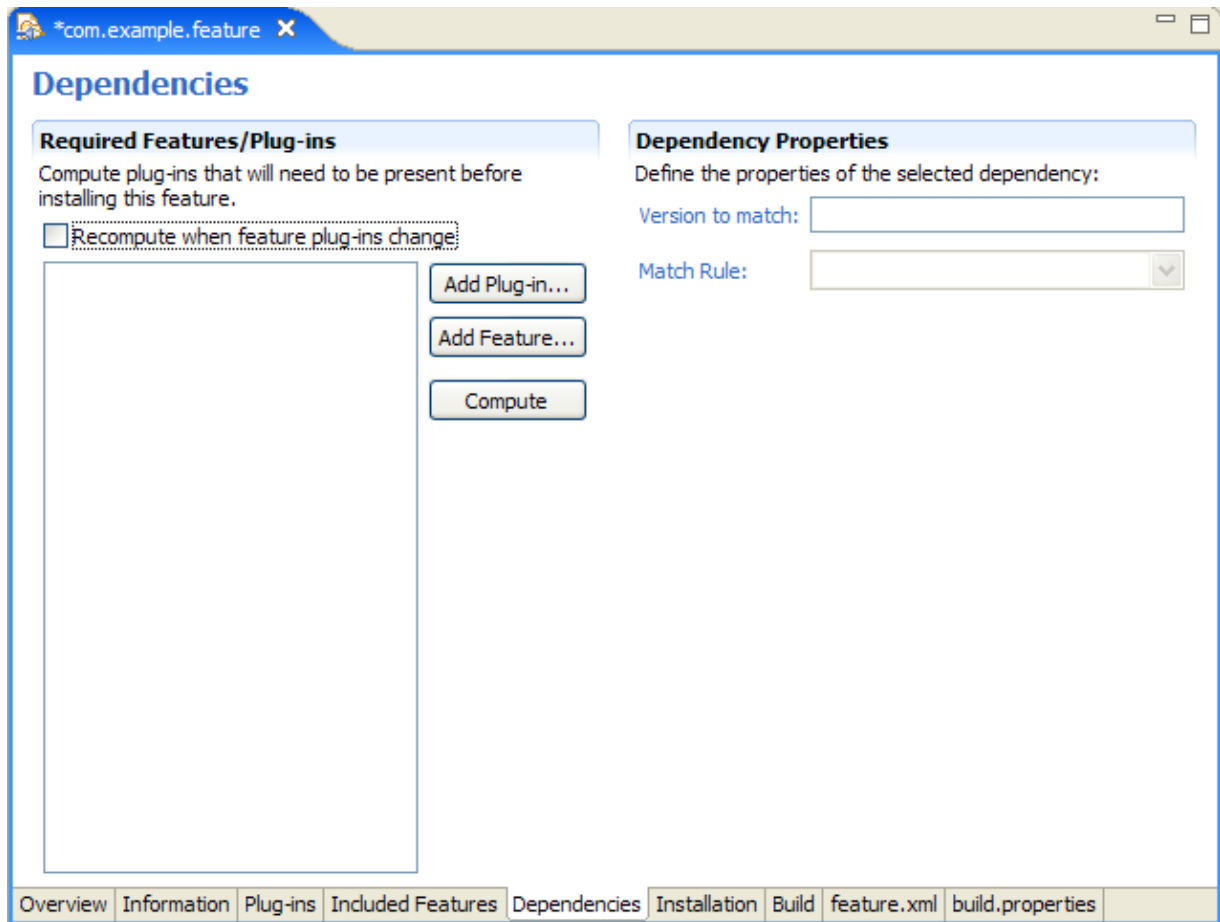 *com.example.feature
Dependencies
Required Features/Plug-ins
Compute plug-ins that will need to be present before
installing this feature.
Recompute when feature plug-ins change
Add Plug-in...
Add Feature...
Compute
Dependency Properties
Define the properties of the selected dependency:
Version to match:
Match Rule:
Overview Information Plug-ins Included Features Dependencies Installation Build feature.xml build.properties